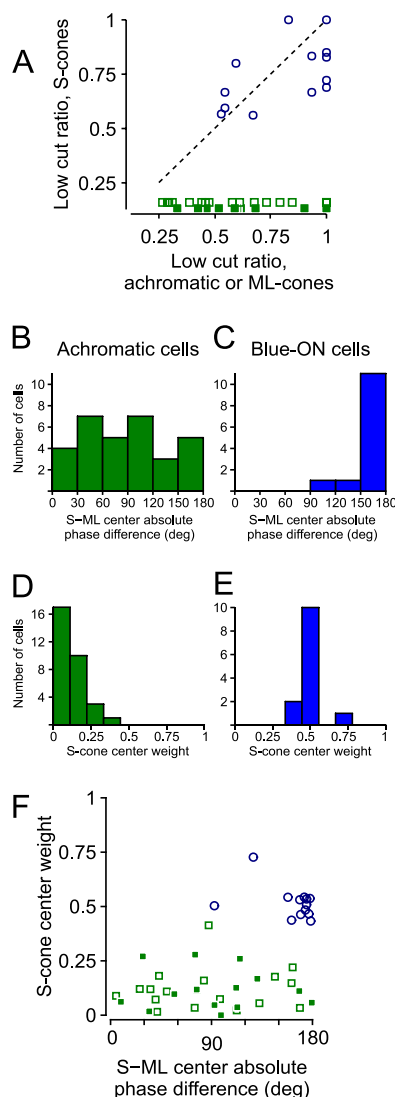 A
Low cut ratio, S-cones
1
0.75
0.5
0.25
0.25 0.5 0.75 1
Low cut ratio,
achromatic or ML-cones
B Achromatic cells
Number of cells
10
8
6
4
2
0 30 60 90 120 150 180
S−ML center absolute
phase difference (deg)
C Blue-ON cells
10
8
6
4
2
0 30 60 90 120 150 180
S−ML center absolute
phase difference (deg)
D
Number of cells
16
12
8
4
0 0.25 0.5 0.75 1
S-cone center weight
E
10
8
6
4
2
0 0.25 0.5 0.75 1
S-cone center weight
F
S-cone center weight
1
0.75
0.5
0.25
0
0 90 180
S−ML center absolute
phase difference (deg)